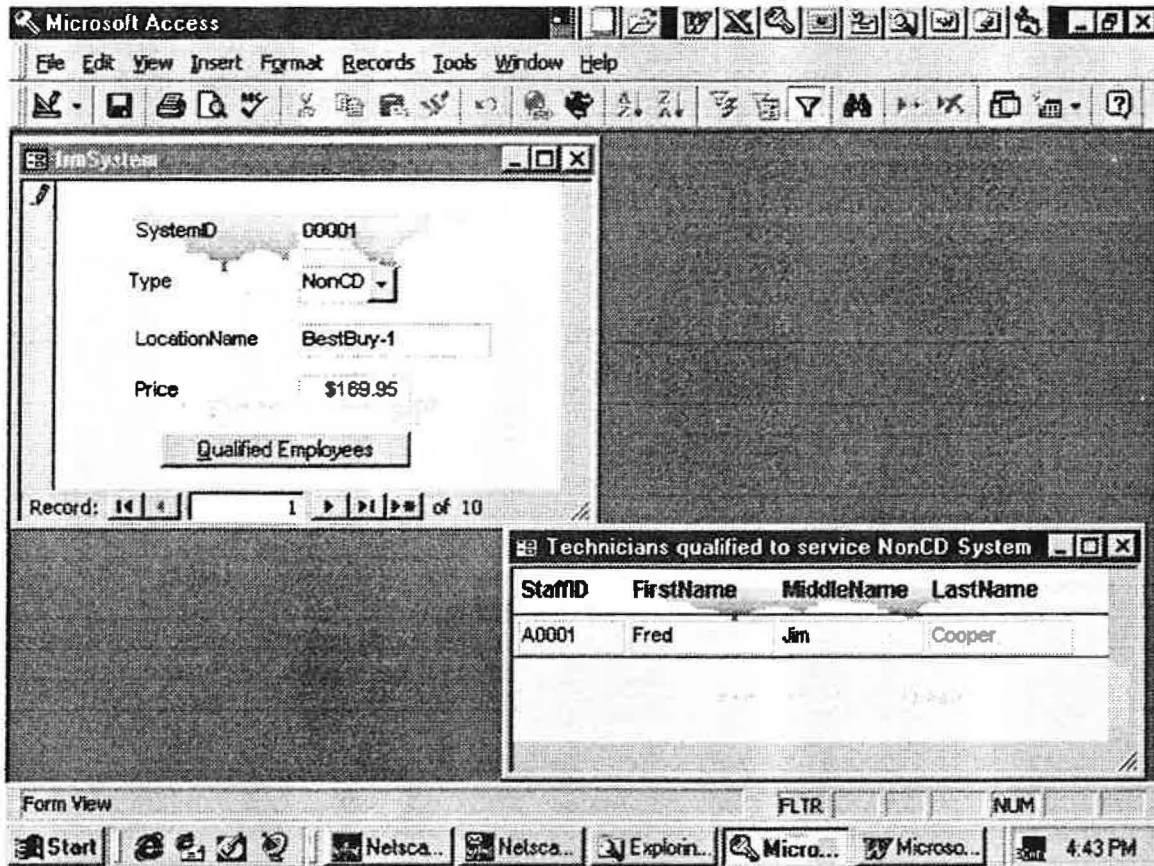 Microsoft Access
File Edit View Insert Format Records Tools Window Help
frmSystem
SystemID 00001
Type NonCD
LocationName BestBuy-1
Price $169.95
Qualified Employees
Record: 1 of 10
Technicians qualified to service NonCD System
StaffID FirstName MiddleName LastName
A0001 Fred Jim Cooper
Form View FLTR NUM
Start Netsca... Netsca... Explorin... Micro... Microso... 4:43 PM